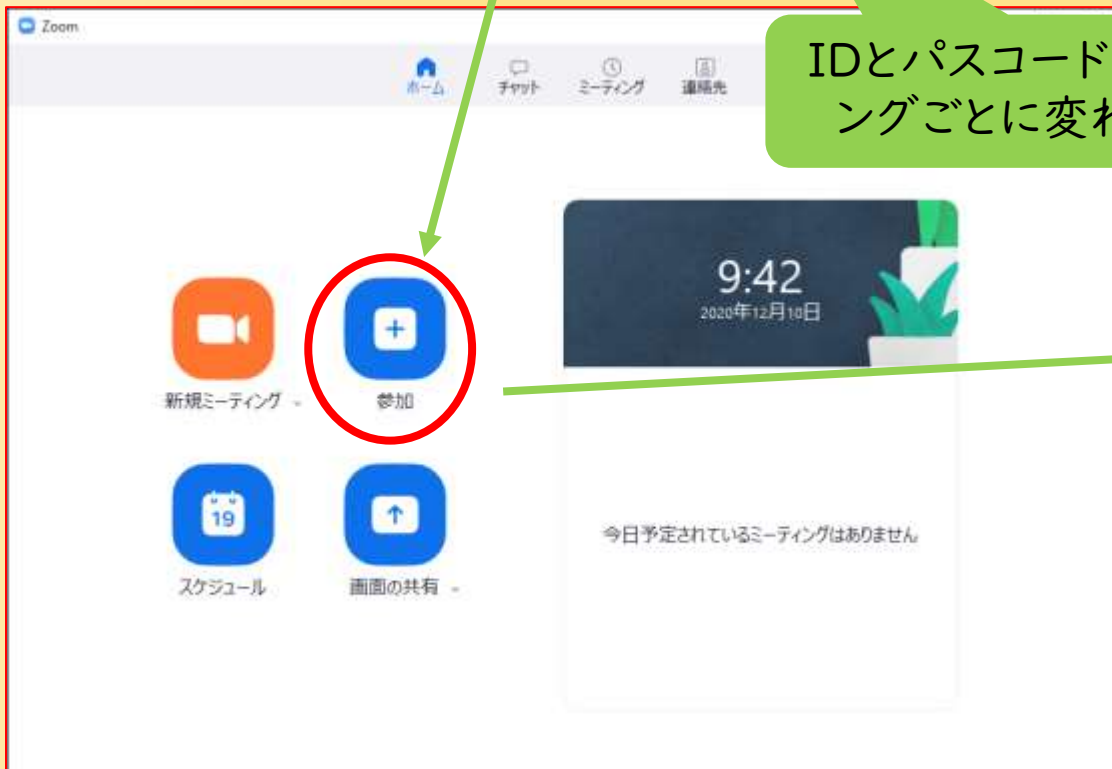 Zoom
ホーム
チャット
ミーティング
連絡先
IDとパスコード
ングごとに変わ
9:42
2020年12月10日
新規ミーティング
参加
19
スケジュール
画面の共有
今日予定されているミーティングはありません